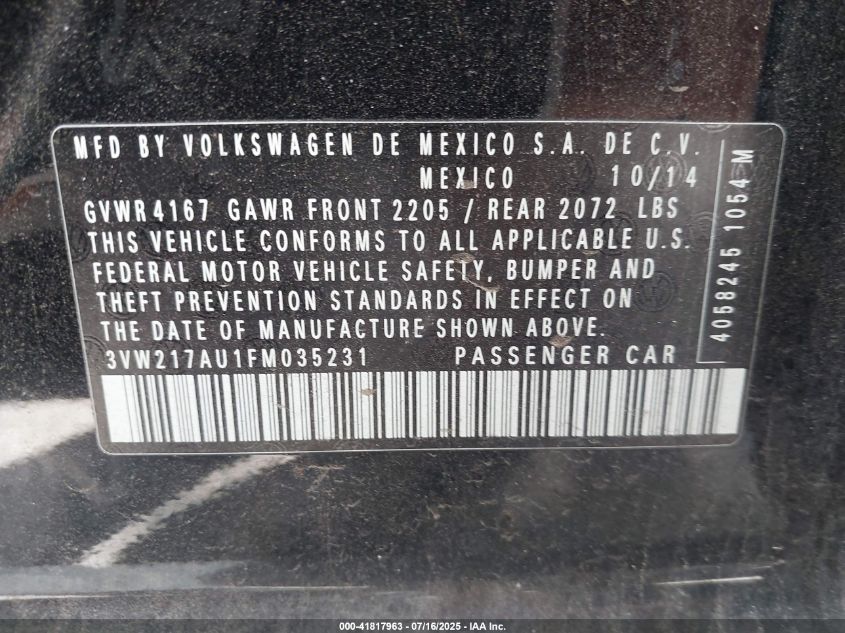 MFD BY VOLKSWAGEN DE MEXICO S.A. DE C.V.
MEXICO 10/14
GVWR 4167 GAWR FRONT 2205 / REAR 2072 LBS
THIS VEHICLE CONFORMS TO ALL APPLICABLE U.S.
FEDERAL MOTOR VEHICLE SAFETY, BUMPER AND
THEFT PREVENTION STANDARDS IN EFFECT ON
THE DATE OF MANUFACTURE SHOWN ABOVE.
3VW217AU1FM035231 PASSENGER CAR
4058245 1054 M
000-41817963 - 07/16/2025 - IAA Inc.